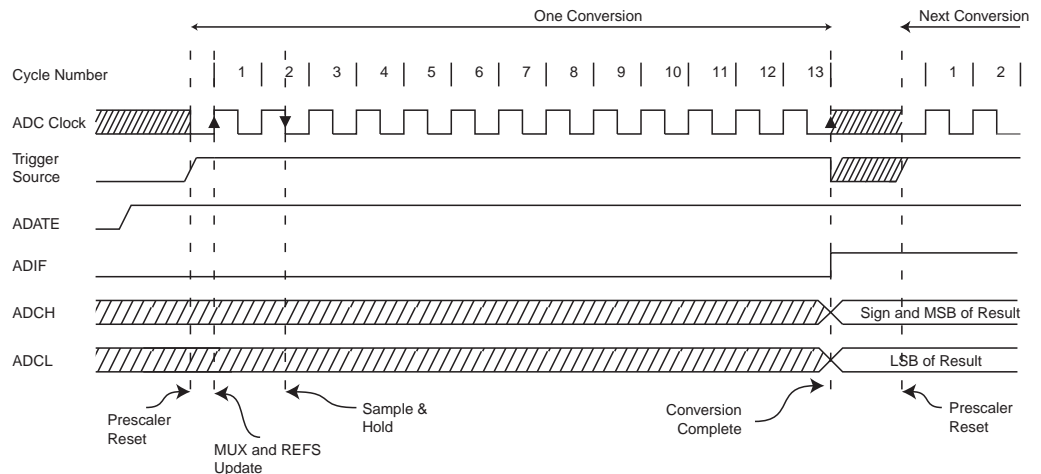 One Conversion
Next Conversion
Cycle Number
1 2 3 4 5 6 7 8 9 10 11 12 13 1 2
ADC Clock
Trigger
Source
ADATE
ADIF
ADCH
Sign and MSB of Result
ADCL
LSB of Result
Prescaler
Reset
MUX and REFS
Update
Sample &
Hold
Conversion
Complete
Prescaler
Reset